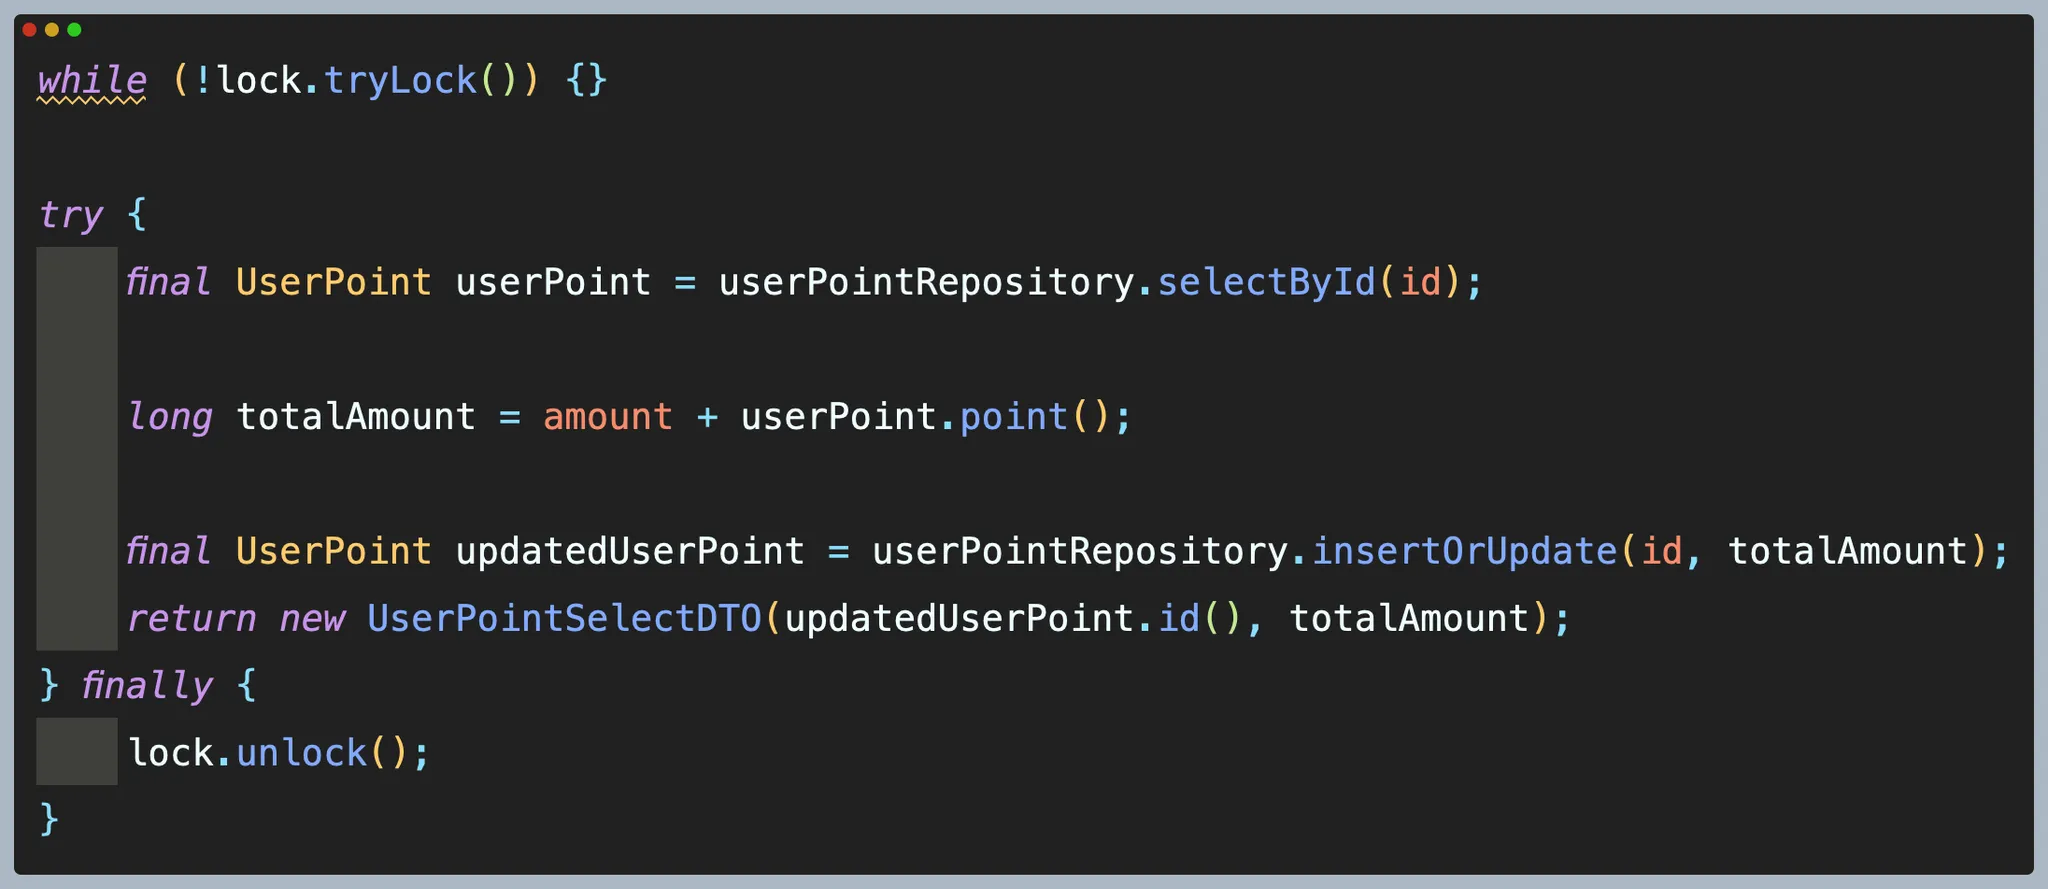 while (!lock.tryLock()) {}
try {
final UserPoint userPoint = userPointRepository.selectById(id);
long totalAmount = amount + userPoint.point();
final UserPoint updatedUserPoint = userPointRepository.insertOrUpdate(id, totalAmount);
return new UserPointSelectDTO(updatedUserPoint.id(), totalAmount);
} finally {
lock.unlock();
}